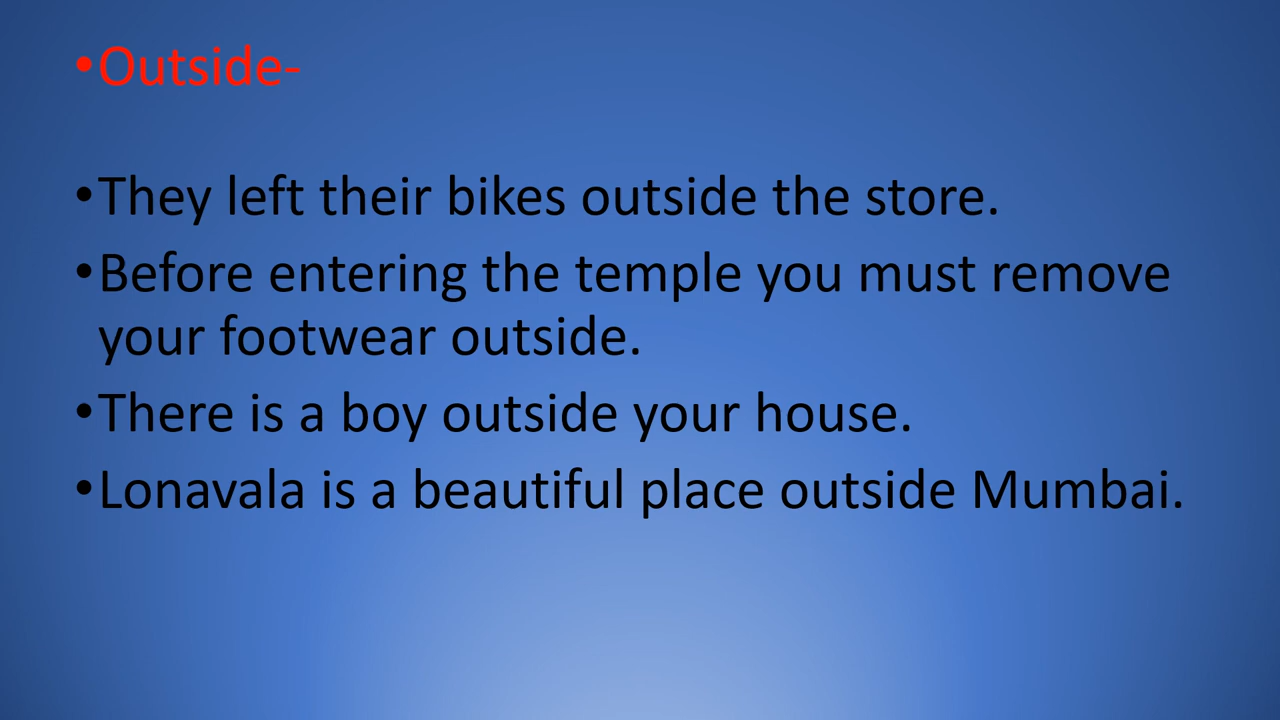 •Outside-
•They left their bikes outside the store.
•Before entering the temple you must remove
your footwear outside.
•There is a boy outside your house.
•Lonavala is a beautiful place outside Mumbai.